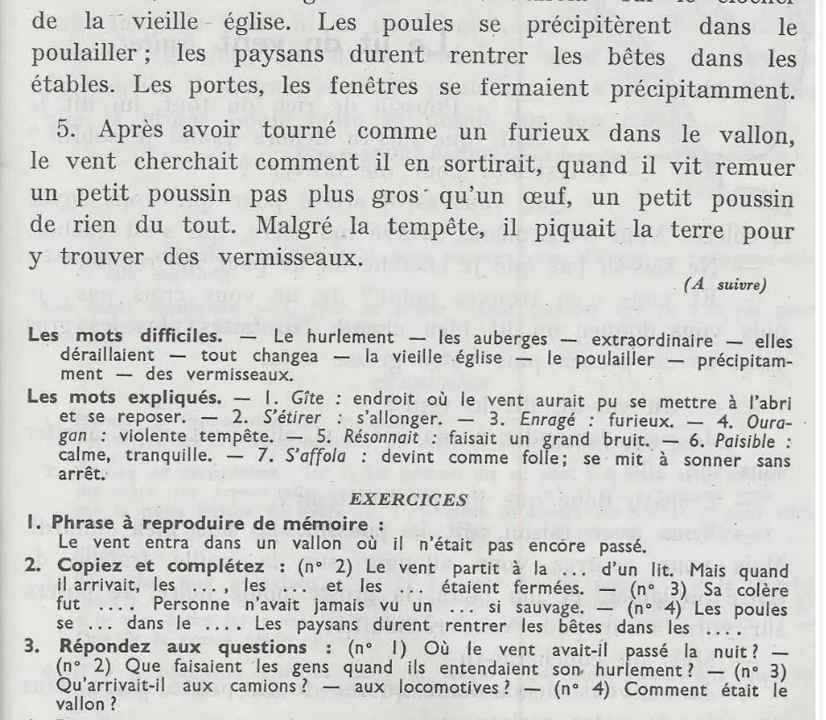 de la vieille église. Les poules se précipitèrent dans le
poulailler ; les paysans durent rentrer les bêtes dans les
étables. Les portes, les fenêtres se fermaient précipitamment.
5. Après avoir tourné comme un furieux dans le vallon,
le vent cherchait comment il en sortirait, quand il vit remuer
un petit poussin pas plus gros qu'un œuf, un petit poussin
de rien du tout. Malgré la tempête, il piquait la terre pour
y trouver des vermisseaux.
(A suivre)
Les mots difficiles. — Le hurlement — les auberges — extraordinaire — elles
déraillaient — tout changea — la vieille église — le poulailler — précipitam-
ment — des vermisseaux.
Les mots expliqués. — 1. Gîte : endroit où le vent aurait pu se mettre à l'abri
et se reposer. — 2. S'étirer : s'allonger. — 3. Enragé : furieux. — 4. Oura-
gan : violente tempête. — 5. Résonnait : faisait un grand bruit. — 6. Paisible :
calme, tranquille. — 7. S'affola : devint comme folle ; se mit à sonner sans
arrêt.
EXERCICES
1. Phrase à reproduire de mémoire :
Le vent entra dans un vallon où il n'était pas encore passé.
2. Copiez et complétez : (n° 2) Le vent partit à la .... d'un lit. Mais quand
il arrivait, les .... les .... et les ... étaient fermées. — (n° 3) Sa colère
fut .... Personne n'avait jamais vu un .... si sauvage. — (n° 4) Les poules
se .... dans le .... Les paysans durent rentrer les bêtes dans les ....
3. Répondez aux questions : (n° 1) Où le vent avait-il passé la nuit ? —
(n° 2) Que faisaient les gens quand ils entendaient son hurlement ? — (n° 3)
Qu'arrivait-il aux camions ? — aux locomotives ? — (n° 4) Comment était le
vallon ?